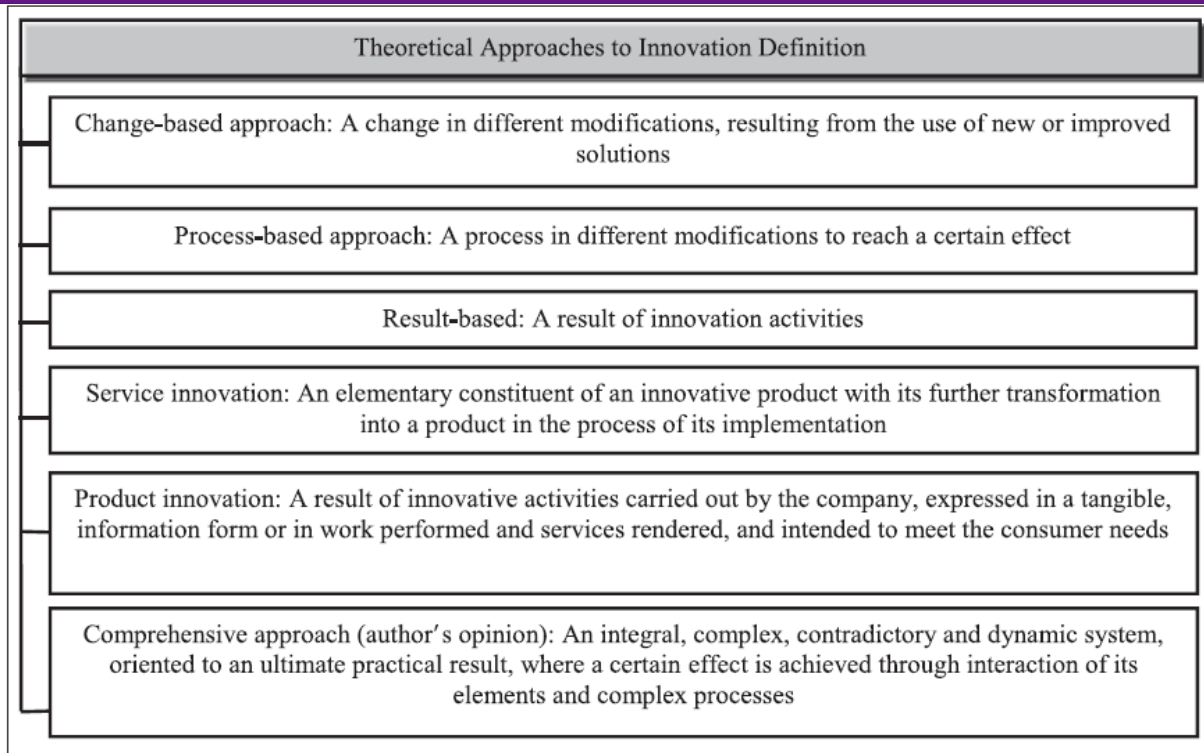 Theoretical Approaches to Innovation Definition
Change-based approach: A change in different modifications, resulting from the use of new or improved
solutions
Process-based approach: A process in different modifications to reach a certain effect
Result-based: A result of innovation activities
Service innovation: An elementary constituent of an innovative product with its further transformation
into a product in the process of its implementation
Product innovation: A result of innovative activities carried out by the company, expressed in a tangible,
information form or in work performed and services rendered, and intended to meet the consumer needs
Comprehensive approach (author's opinion): An integral, complex, contradictory and dynamic system,
oriented to an ultimate practical result, where a certain effect is achieved through interaction of its
elements and complex processes